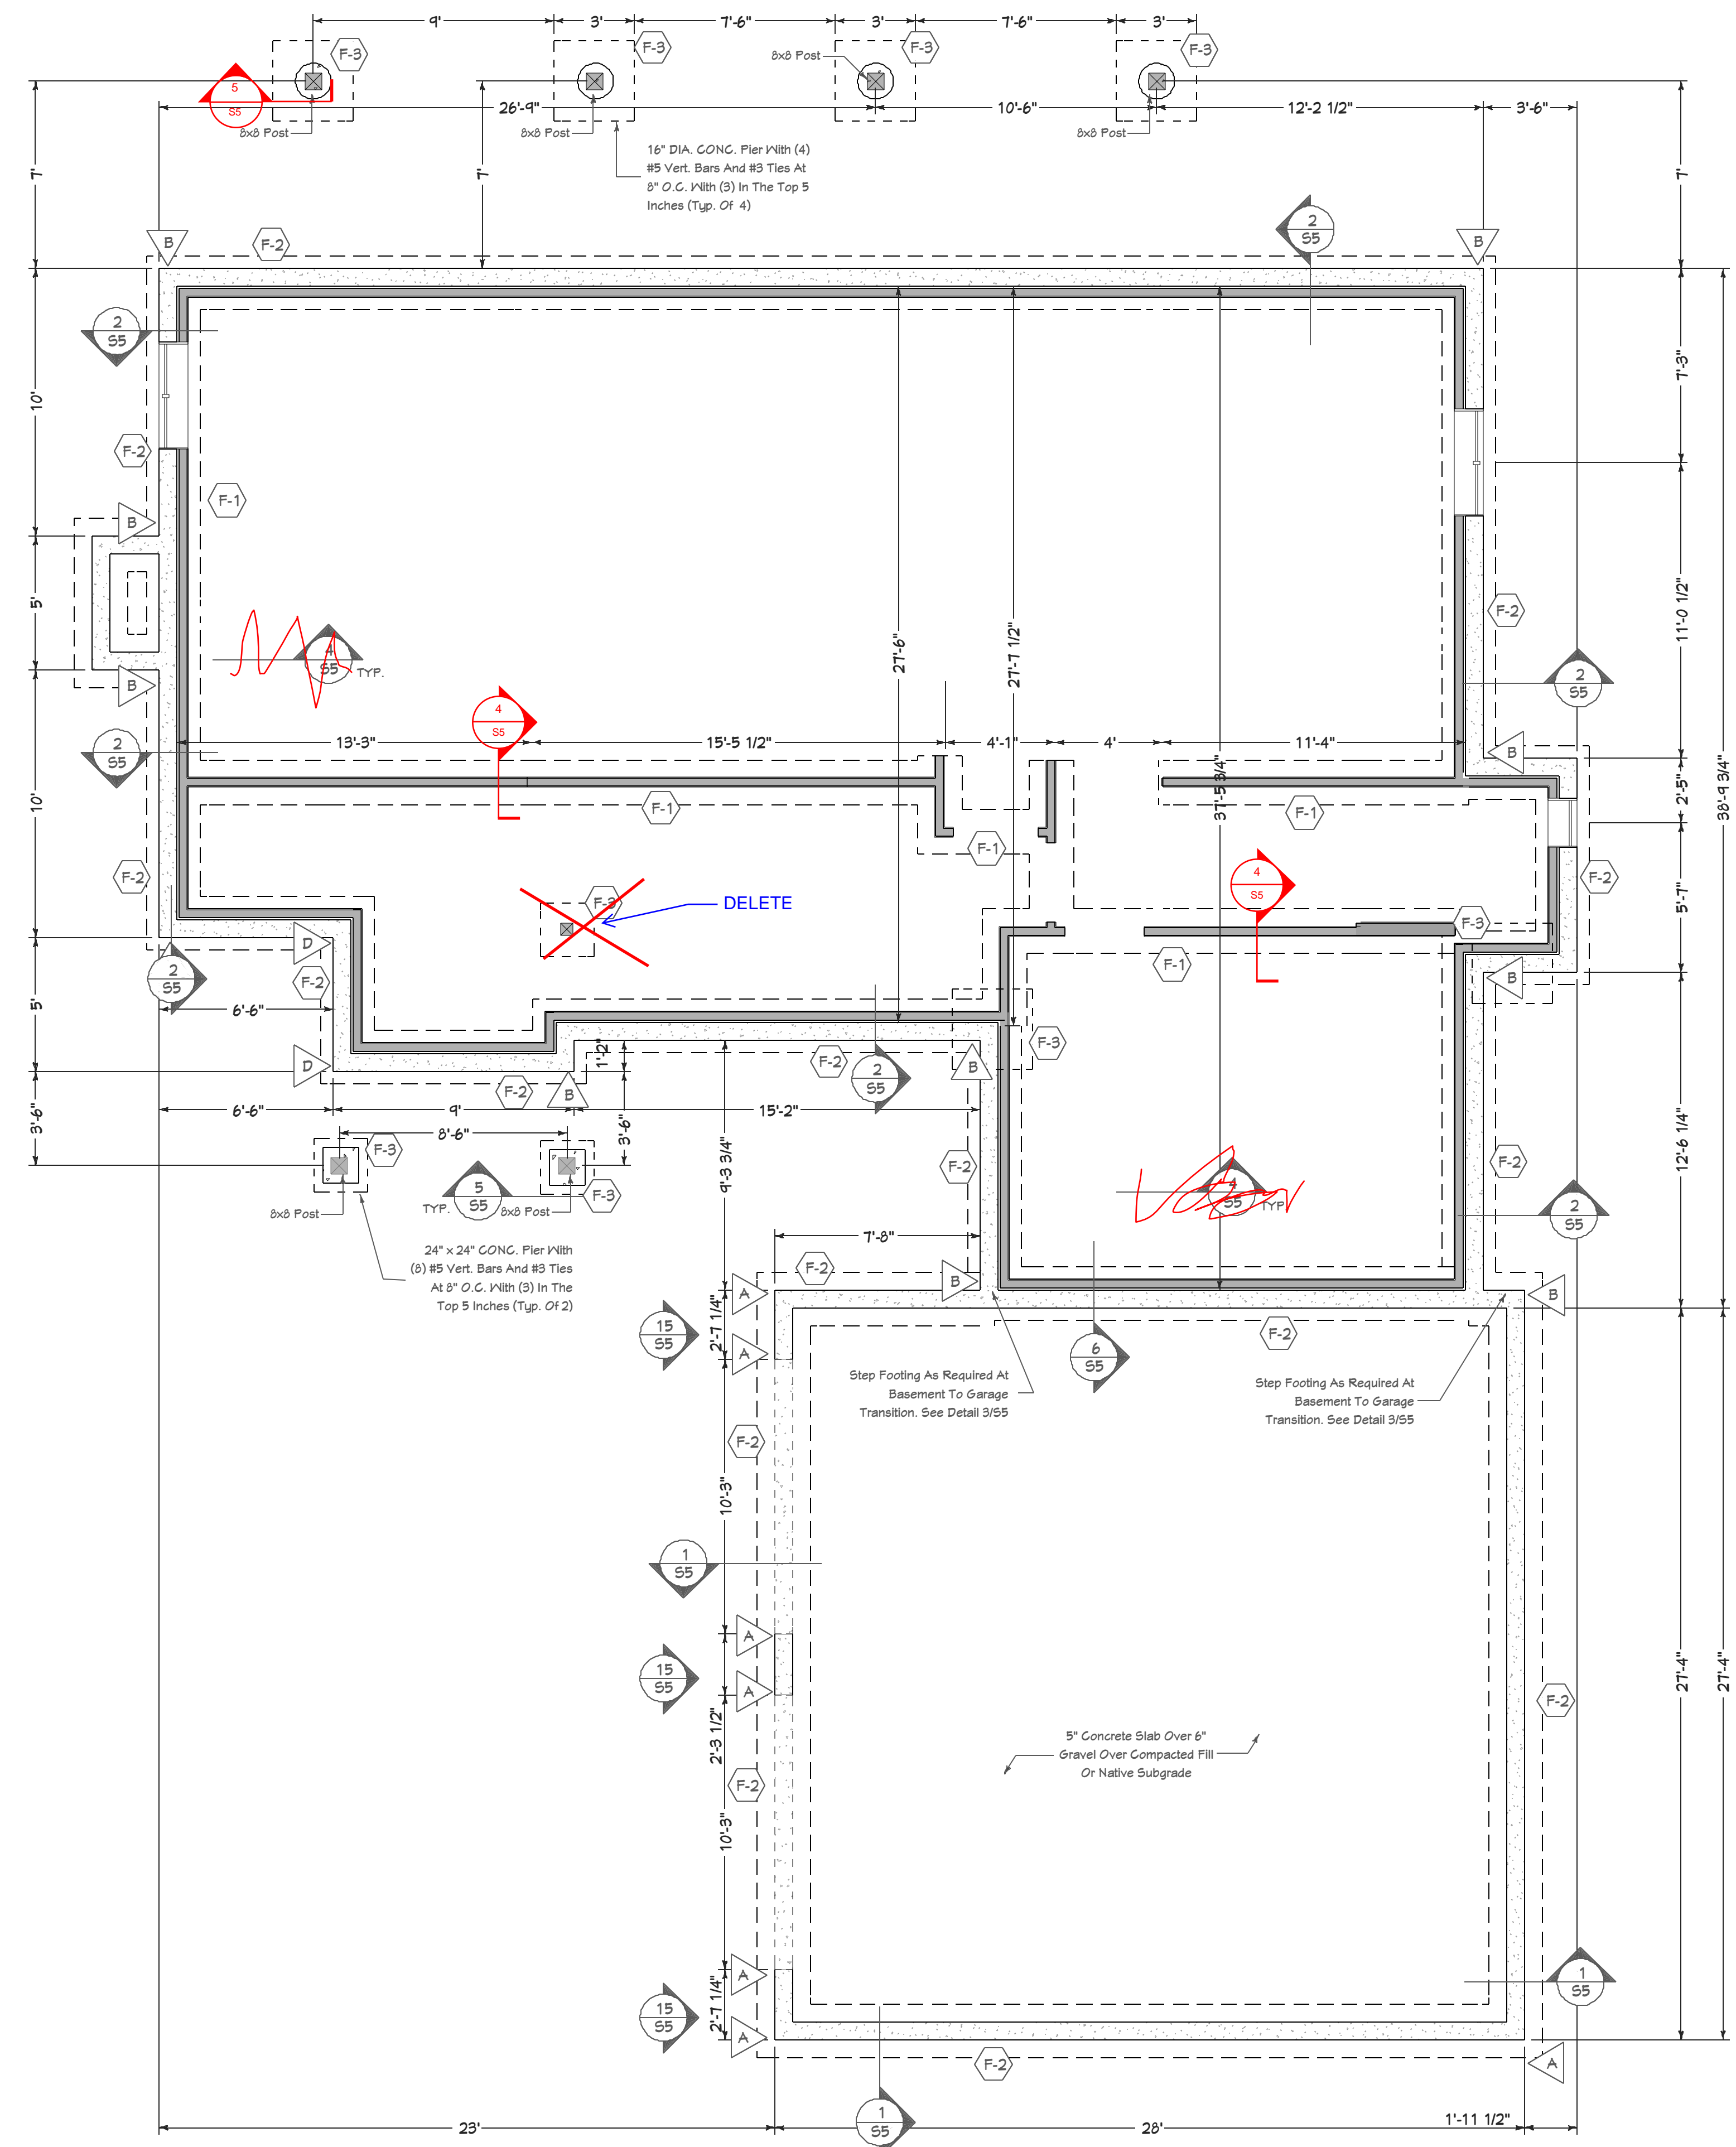 9' 3' 7'-6" 3' 7'-6" 3'
F-3 F-3 F-3 F-3
8x8 Post
5
S5
26'-9" 10'-6" 12'-2 1/2" 3'-6"
8x8 Post 8x8 Post 8x8 Post
16" DIA. CONC. Pier With (4)
#5 Vert. Bars And #3 Ties At
8" O.C. With (3) In The Top 5
Inches (Typ. Of 4)
7' 7' 7'
B F-2 B
2
S5
2
S5
10' 7'-3"
F-2
F-1
B
5' 11'-0 1/2"
F-2
27'-6" 27'-7 1/2"
4
S5
TYP.
B
2
S5
4
S5
2
S5
13'-3" 15'-5 1/2" 4'-1" 4' 11'-4"
B
37'-5 3/4" 2'-5" 38'-9 3/4"
10'
F-1 F-1
F-1
F-2 F-2
4
S5
5'-7"
F-3
DELETE
F-3
D
F-1
2
S5
F-2
B
5' 6'-6"
F-3
1'-2"
D F-2 B
2
S5
F-2 B
3'-6" 6'-6" 9' 15'-2"
8'-6" 3'-6"
F-3
9'-3 3/4" F-2 F-2 12'-6 1/4"
5
S5
TYP.
F-3
8x8 Post 8x8 Post
4
S5
TYP.
2
S5
7'-8"
24" x 24" CONC. Pier With
(8) #5 Vert. Bars And #3 Ties
At 8" O.C. With (3) In The
Top 5 Inches (Typ. Of 2)
F-2 B
A B
2'-7 1/4"
15
S5
A
F-2
6
S5
Step Footing As Required At
Basement To Garage
Transition. See Detail 3/S5
Step Footing As Required At
Basement To Garage
Transition. See Detail 3/S5
F-2
10'-3"
1
S5
A
15
S5
A
27'-4" 27'-4"
F-2
2'-3 1/2"
5" Concrete Slab Over 6"
Gravel Over Compacted Fill
Or Native Subgrade
F-2
10'-3"
A
1
S5
2'-7 1/4"
15
S5
A
F-2 A
1
S5
23' 28' 1'-11 1/2"